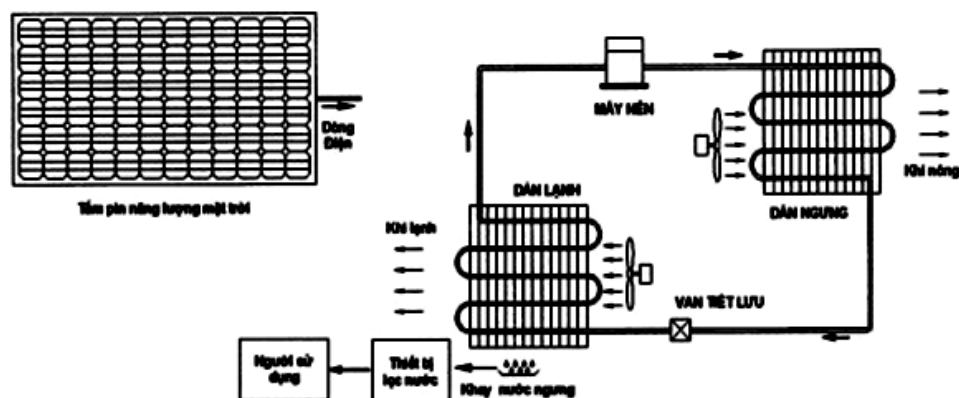 Dòng
Điện
Tấm pin năng lượng mặt trời
MÁY NÉN
Khí nóng
DÀN NGƯNG
DÀN LẠNH
Khí lạnh
VAN TIẾT LƯU
Người sử
dụng
Thiết bị
lọc nước
Khay nước ngưng